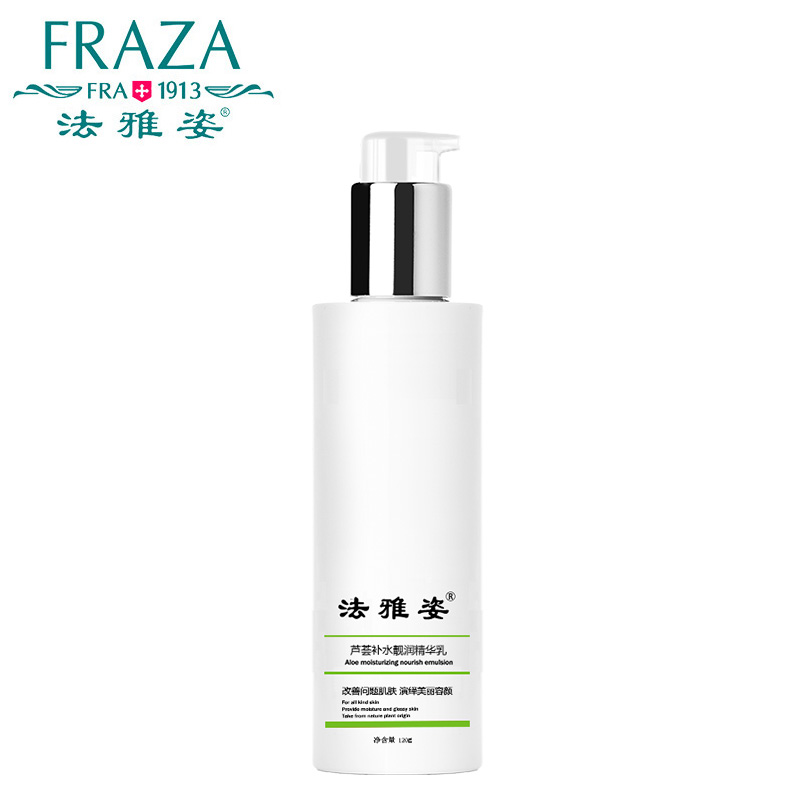 FRAZA
FRA 1913
法雅姿®
法雅姿®
芦荟补水靓润精华乳
Aloe moisturizing nourish emulsion
改善问题肌肤 演绎美丽容颜
For all kind skin
Provide moisture and glossy skin
Take from nature plant origin
净含量 120g